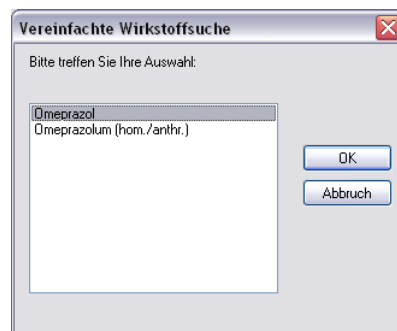 Vereinfachte Wirkstoffsuche
Bitte treffen Sie Ihre Auswahl:
Omeprazol
Omeprazolum (hom./anthr.)
OK
Abbruch